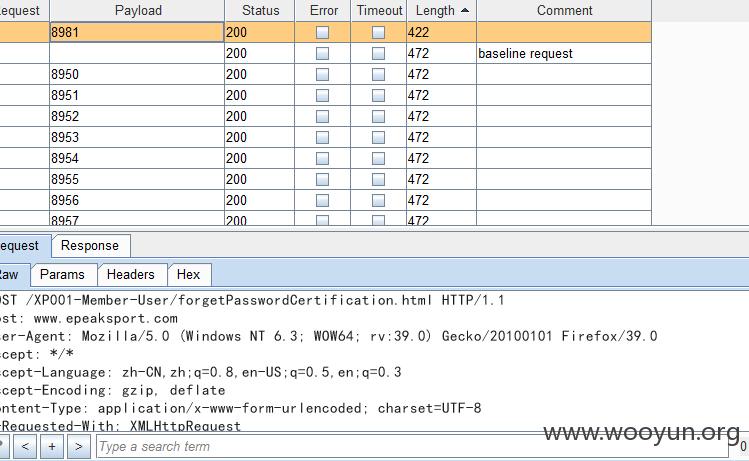 equest Payload Status Error Timeout Length Comment
8981 200 422
200 472 baseline request
8950 200 472
8951 200 472
8952 200 472
8953 200 472
8954 200 472
8955 200 472
8956 200 472
8957 200 472
equest Response
Raw Params Headers Hex
OST /XP001-Member-User/forgetPasswordCertification.html HTTP/1.1
ost: www.epeaksport.com
ser-Agent: Mozilla/5.0 (Windows NT 6.3; WOW64; rv:39.0) Gecko/20100101 Firefox/39.0
ccept: */*
ccept-Language: zh-CN,zh;q=0.8,en-US;q=0.5,en;q=0.3
ccept-Encoding: gzip, deflate
ontent-Type: application/x-www-form-urlencoded; charset=UTF-8
-Requested-With: XMLHttpRequest
www.wooyun.org
? < + > Type a search term 0